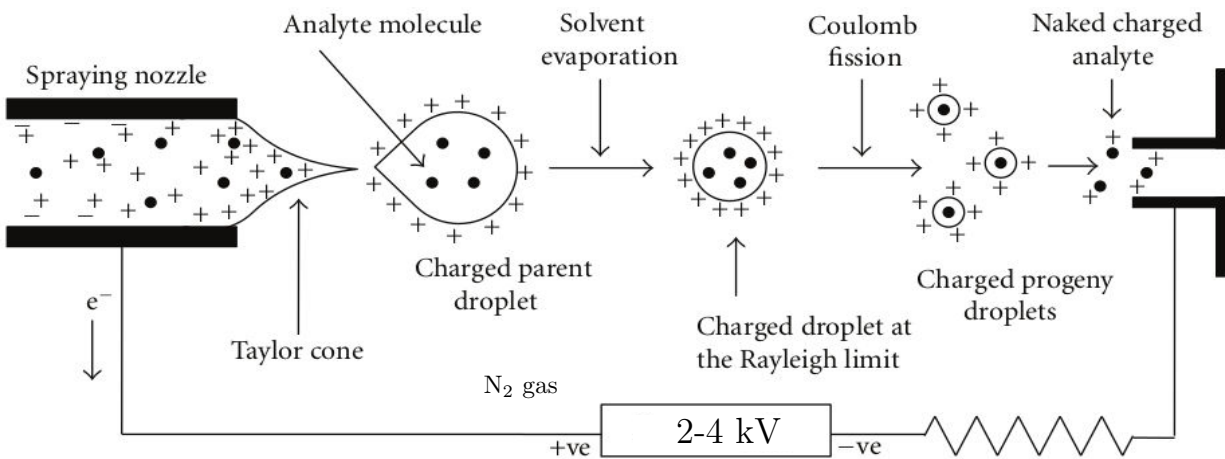 Analyte molecule
Solvent
evaporation
Coulomb
fission
Naked charged
analyte
Spraying nozzle
Charged parent
droplet
Charged progeny
droplets
e⁻
Taylor cone
Charged droplet at
the Rayleigh limit
N₂ gas
+ve
2-4 kV
−ve